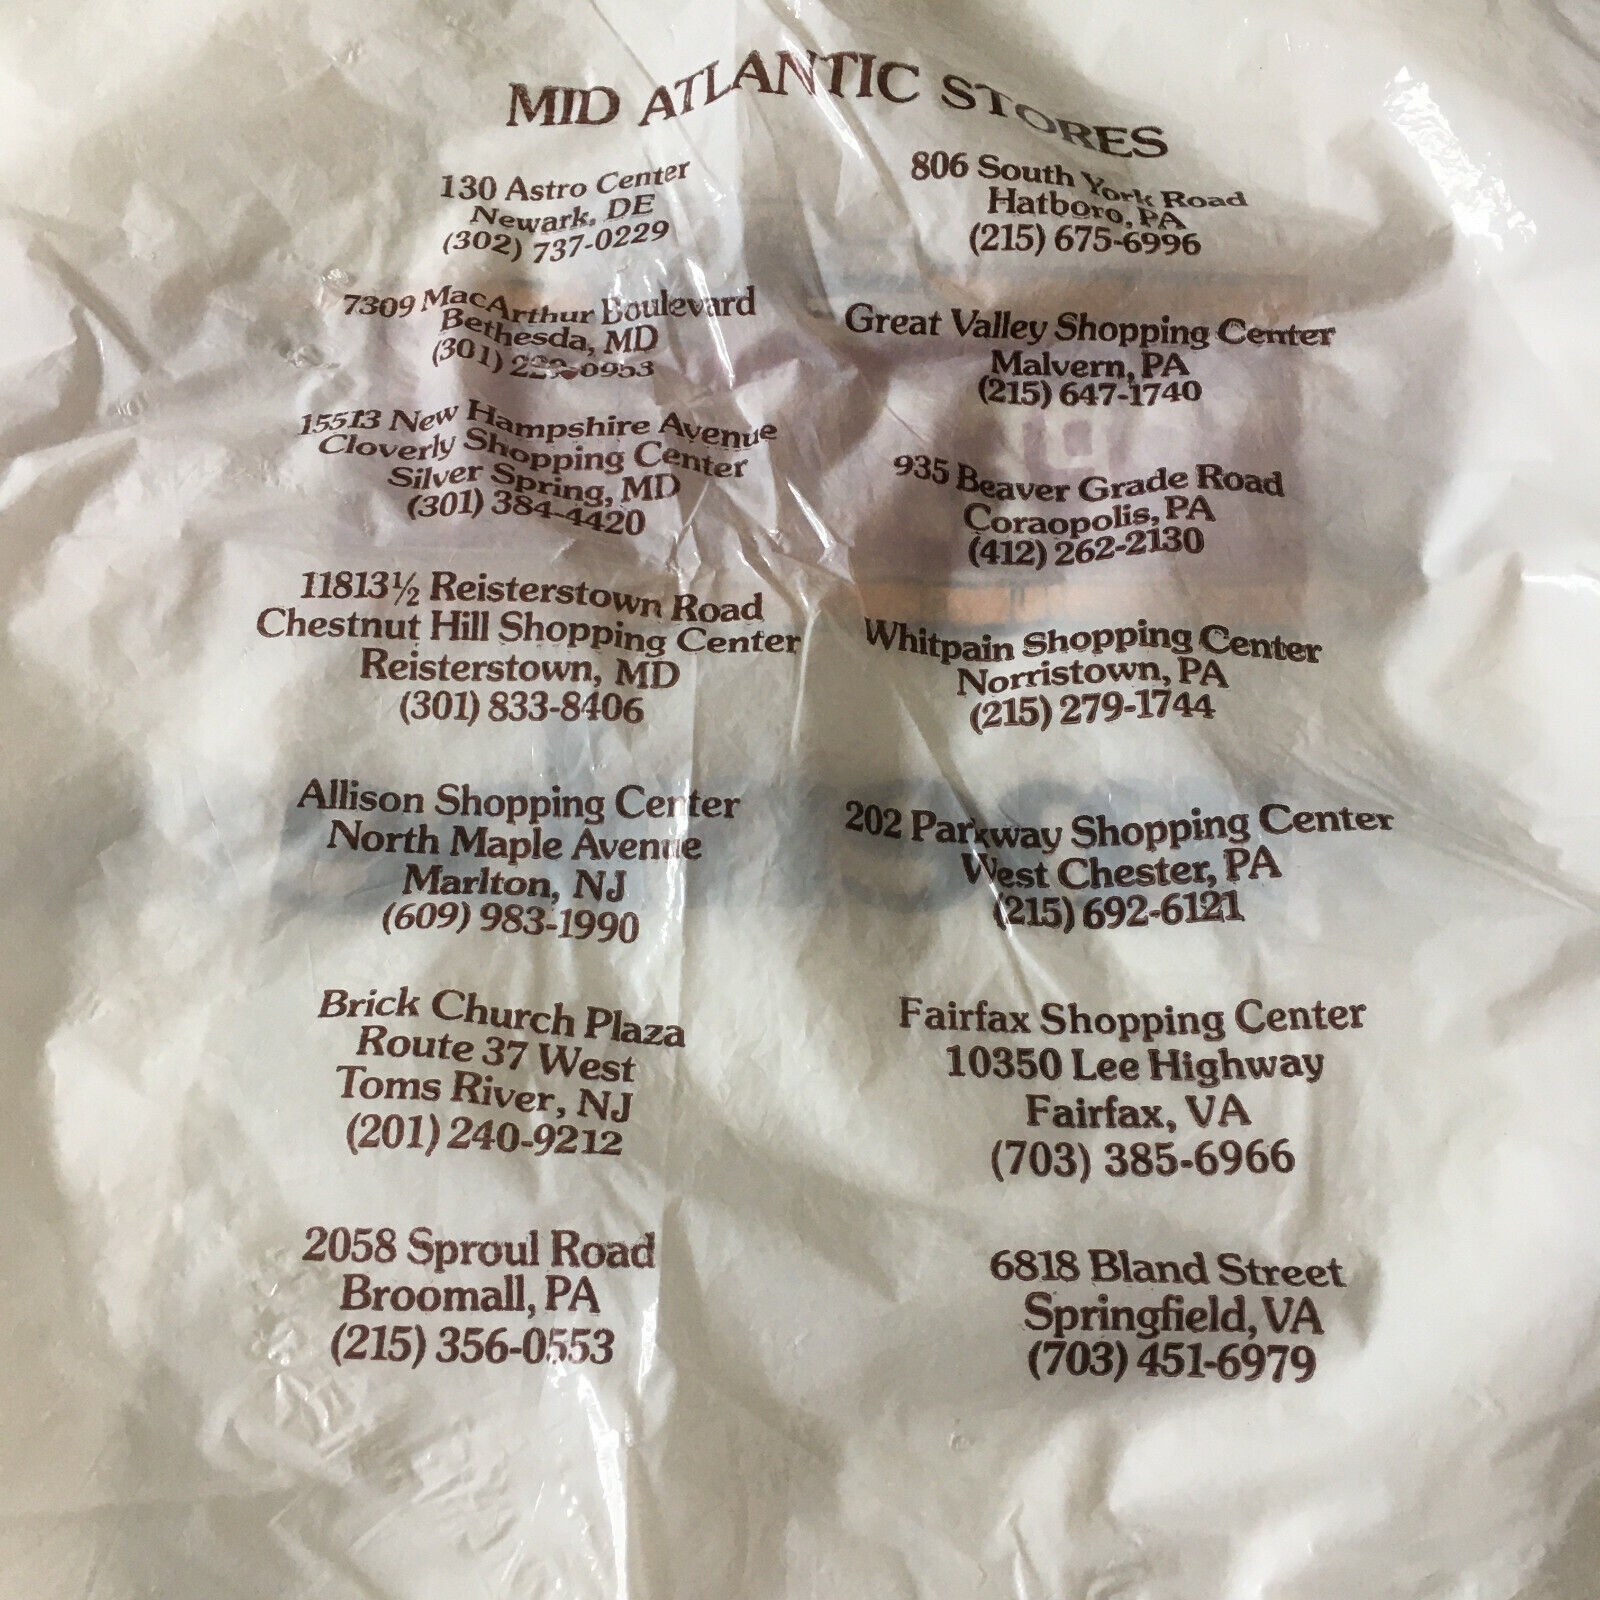 MID ATLANTIC STORES
130 Astro Center
Newark, DE
(302) 737-0229
7309 MacArthur Boulevard
Bethesda, MD
(301)
15513 New Hampshire Avenue
Cloverly Shopping Center
Silver Spring, MD
(301) 384-4420
11813½ Reisterstown Road
Chestnut Hill Shopping Center
Reisterstown, MD
(301) 833-8406
Allison Shopping Center
North Maple Avenue
Marlton, NJ
(609) 983-1990
Brick Church Plaza
Route 37 West
Toms River, NJ
(201) 240-9212
2058 Sproul Road
Broomall, PA
(215) 356-0553
806 South York Road
Hatboro, PA
(215) 675-6996
Great Valley Shopping Center
Malvern, PA
(215) 647-1740
935 Beaver Grade Road
Coraopolis, PA
(412) 262-2130
Whitpain Shopping Center
Norristown, PA
(215) 279-1744
202 Parkway Shopping Center
West Chester, PA
(215) 692-6121
Fairfax Shopping Center
10350 Lee Highway
Fairfax, VA
(703) 385-6966
6818 Bland Street
Springfield, VA
(703) 451-6979